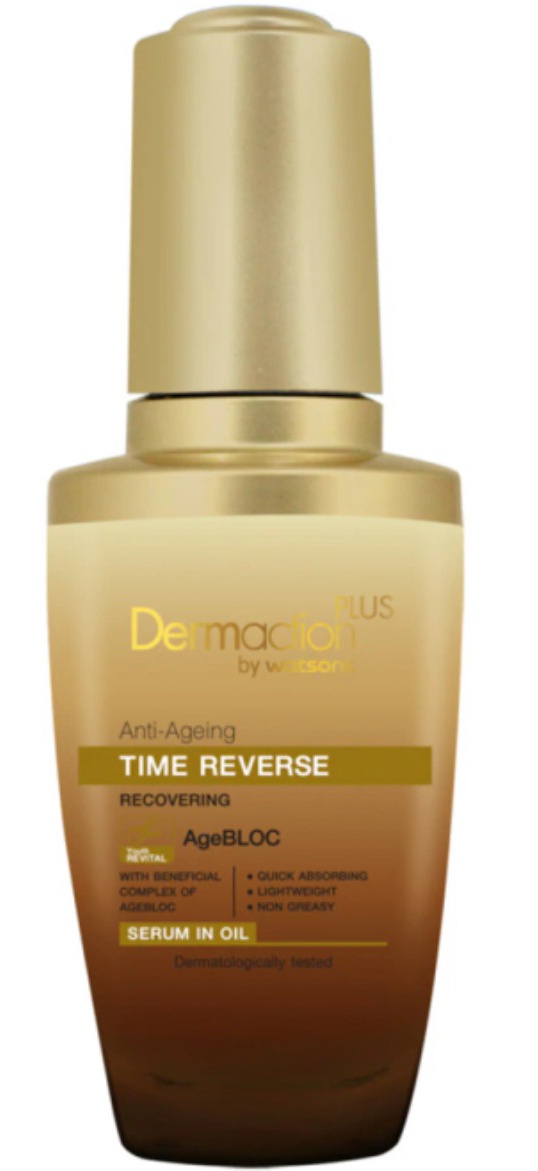 Dermaction PLUS
by watsons
Anti-Ageing
TIME REVERSE
RECOVERING
Youth
REVITAL
AgeBLOC
WITH BENEFICIAL
COMPLEX OF
AGEBLOC
• QUICK ABSORBING
• LIGHTWEIGHT
• NON GREASY
SERUM IN OIL
Dermatologically tested